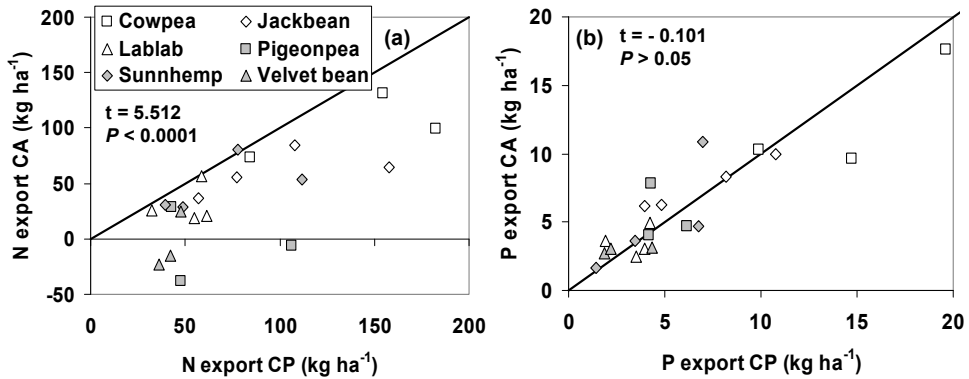 200
150
100
50
0
-50
N export CA (kg ha⁻¹)
Cowpea Jackbean
Lablab Pigeonpea
Sunnhemp Velvet bean
(a)
t = 5.512
P < 0.0001
0 50 100 150 200
N export CP (kg ha⁻¹)
20
15
10
5
0
P export CA (kg ha⁻¹)
(b)
t = - 0.101
P > 0.05
0 5 10 15 20
P export CP (kg ha⁻¹)